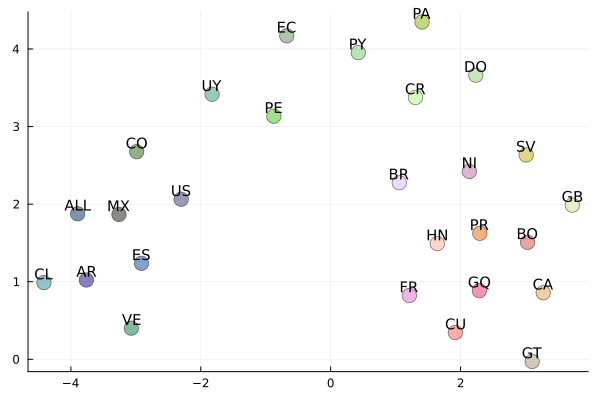 PA
EC
4
PY
DO
UY
CR
PE
3
CO
SV
NI
BR
US
GB
2
ALL
MX
PR
HN
BO
ES
CL
AR
1
FR
GQ
CA
VE
CU
GT
0
−4
−2
0
2